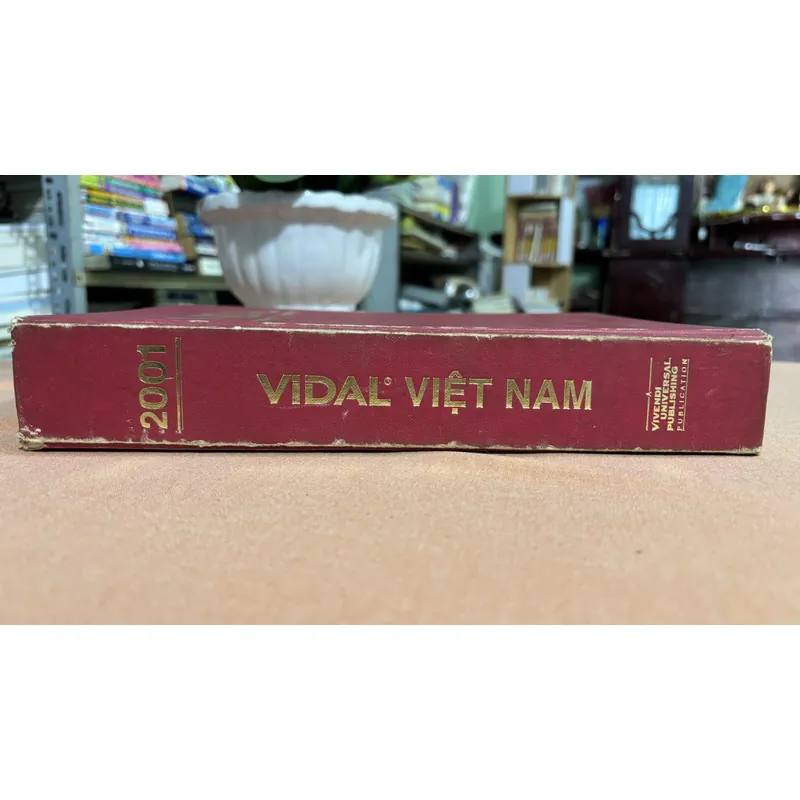 2001
VIDAL® VIỆT NAM
VIVENDI
UNIVERSAL
PUBLISHING
PUBLICATION